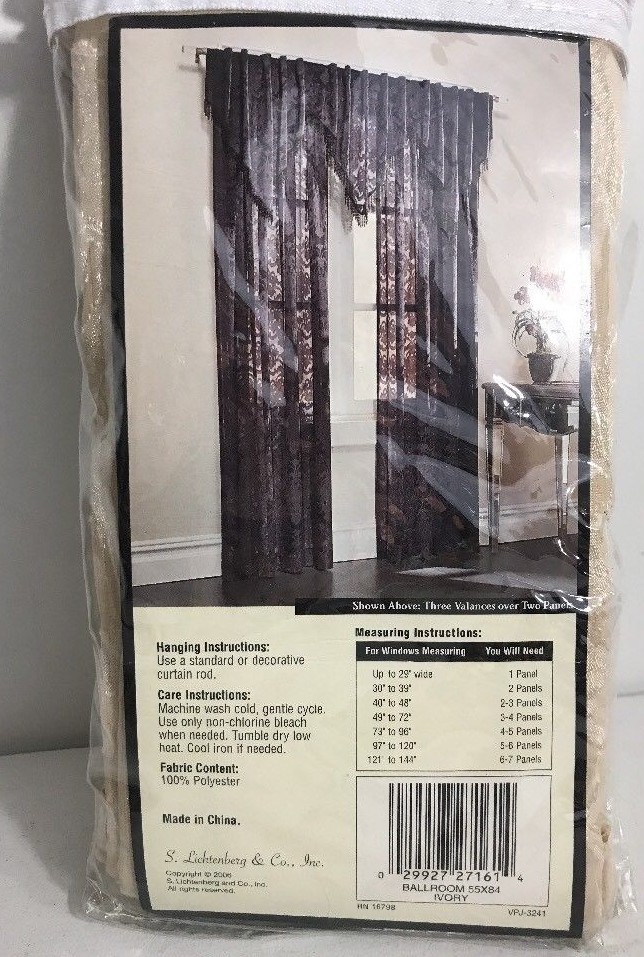 Shown Above: Three Valances over Two Panels
Hanging Instructions:
Use a standard or decorative
curtain rod.
Care Instructions:
Machine wash cold, gentle cycle.
Use only non-chlorine bleach
when needed. Tumble dry low
heat. Cool iron if needed.
Fabric Content:
100% Polyester
Made in China.
S. Lichtenberg & Co., Inc.
Copyright © 2006
S. Lichtenberg and Co., Inc.
All rights reserved.
Measuring Instructions:
For Windows Measuring You Will Need
Up to 29" wide 1 Panel
30" to 39" 2 Panels
40" to 48" 2-3 Panels
49" to 72" 3-4 Panels
73" to 96" 4-5 Panels
97" to 120" 5-6 Panels
121" to 144" 6-7 Panels
0 29927 27161 4
BALLROOM 55X84
IVORY
RN 16798 VPJ-3241